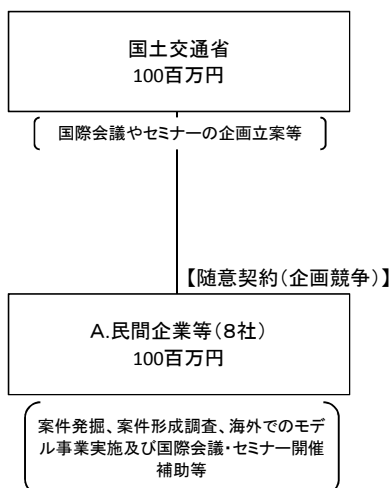 国土交通省
100百万円
国際会議やセミナーの企画立案等
【随意契約(企画競争)】
A.民間企業等(8社)
100百万円
案件発掘、案件形成調査、海外でのモデ
ル事業実施及び国際会議・セミナー開催
補助等